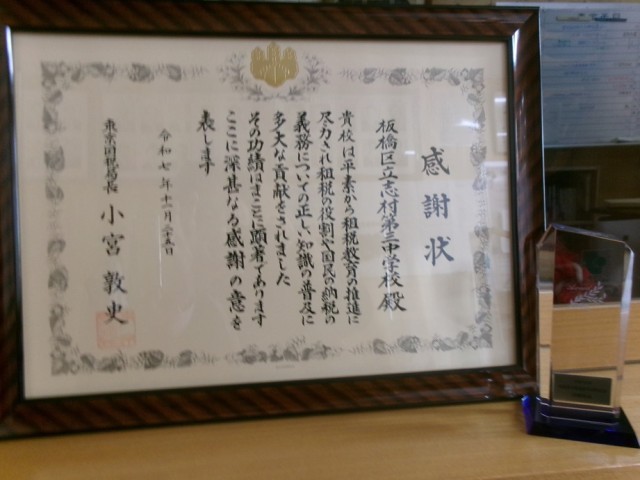 感謝状
板橋区立志村第三中学校殿
貴校は平素から租税教育の推進に
尽力され租税の役割や国民の納税の
義務についての正しい知識の普及に
多大な貢献をされました
その功績はまことに顕著であります
ここに深甚なる感謝の意を
表します
令和七年十一月二十五日
東京国税局長 小宮敦史